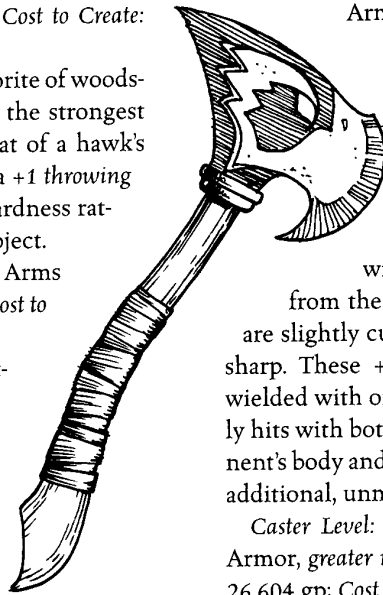 Cost to Create:
orite of woods-
the strongest
at of a hawk's
a +1 throwing
ardness rat-
bject.
Arms
ost to
-
Arm
wi
from the
are slightly cu
sharp. These +
wielded with o
ly hits with bot
nent's body and
additional, unn
Caster Level:
Armor, greater
26,604 gp; Cost